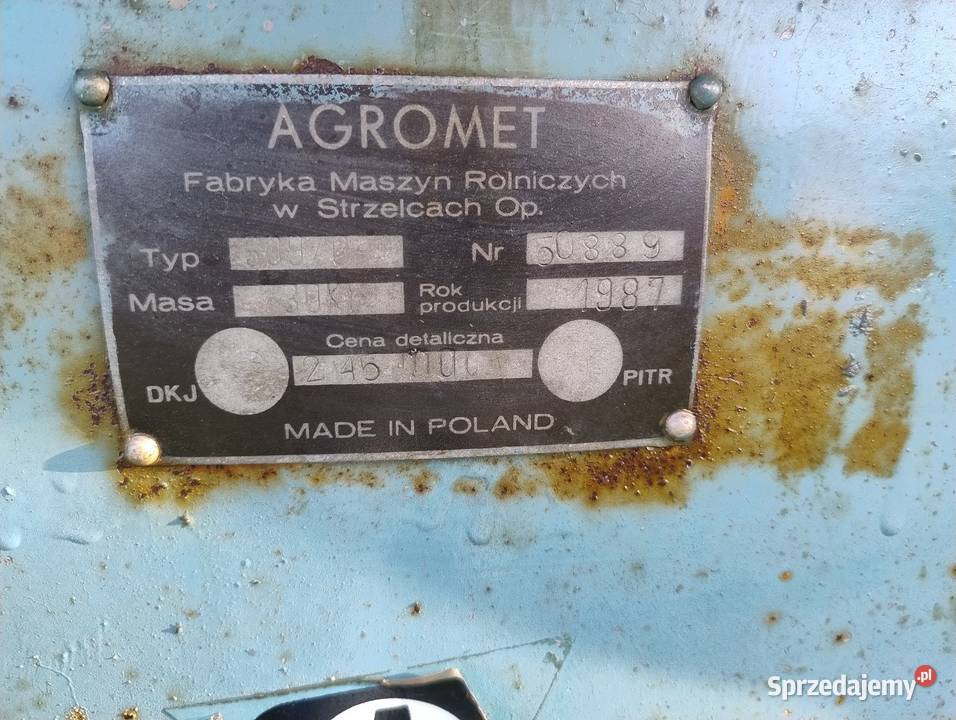 AGROMET
Fabryka Maszyn Rolniczych
w Strzelcach Op.
Typ Nr 50889
Masa Rok produkcji 1987
Cena detaliczna
DKJ PITR
MADE IN POLAND
Sprzedajemy.pl